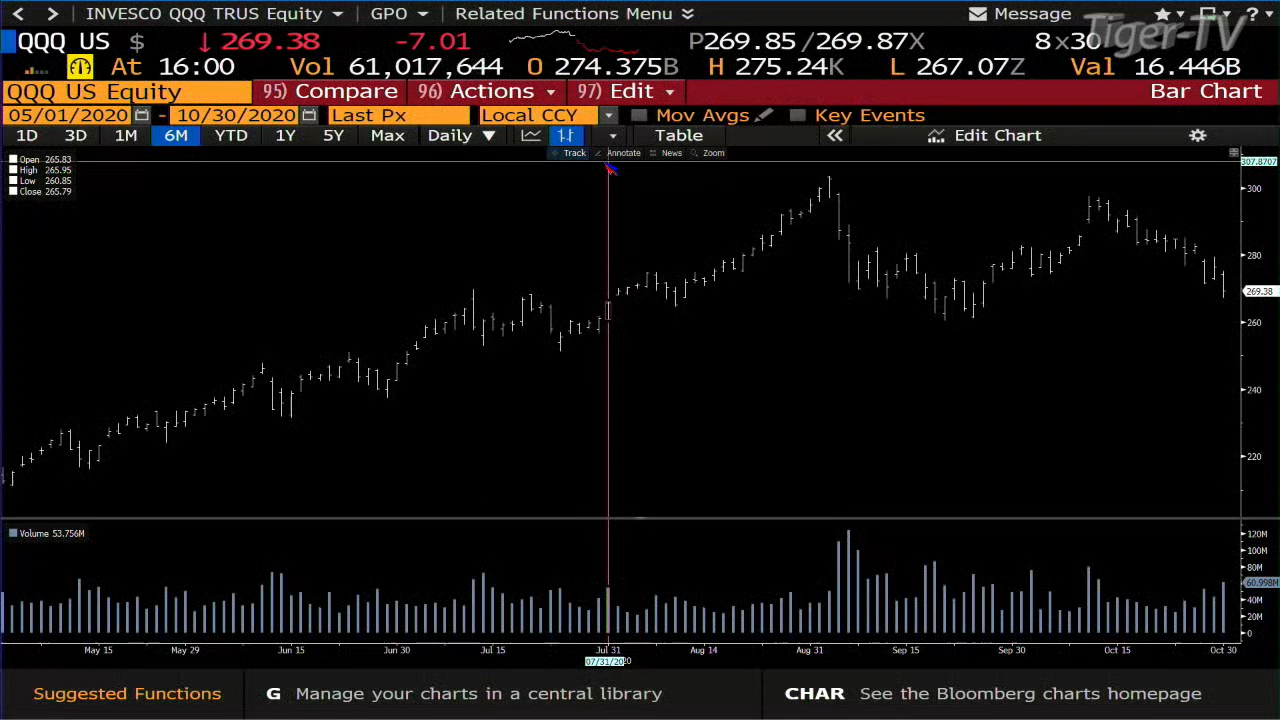 < > INVESCO QQQ TRUS Equity GPO Related Functions Menu Message ?
QQQ US $ ↓ 269.38 -7.01 P269.85/269.87X 8x30
Tiger-TV
At 16:00 Vol 61,017,644 O 274.375B H 275.24K L 267.07Z Val 16.446B
QQQ US Equity 95) Compare 96) Actions 97) Edit Bar Chart
05/01/2020 - 10/30/2020 Last Px Local CCY Mov Avgs Key Events
1D 3D 1M 6M YTD 1Y 5Y Max Daily ▼ Table « Edit Chart
Track Annotate News Zoom
Open 265.83
High 265.95
Low 260.85
Close 265.79
307.8707
300
280
269.38
260
240
220
Volume 53.756M
120M
100M
80M
60.998M
40M
20M
0
May 15 May 29 Jun 15 Jun 30 Jul 15 Jul 31 Aug 14 Aug 31 Sep 15 Sep 30 Oct 15 Oct 30
07/31/20
Suggested Functions G Manage your charts in a central library CHAR See the Bloomberg charts homepage